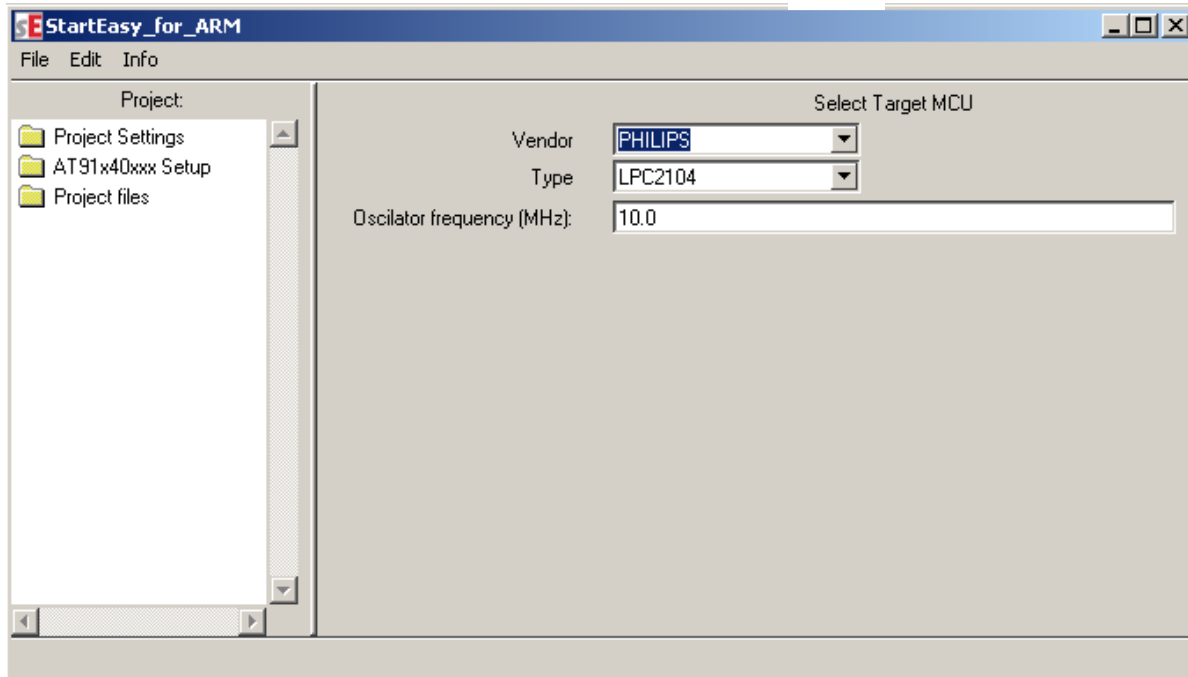 sE StartEasy_for_ARM
File Edit Info
Project:
Project Settings
AT91x40xxx Setup
Project files
Select Target MCU
Vendor PHILIPS
Type LPC2104
Oscilator frequency (MHz): 10.0